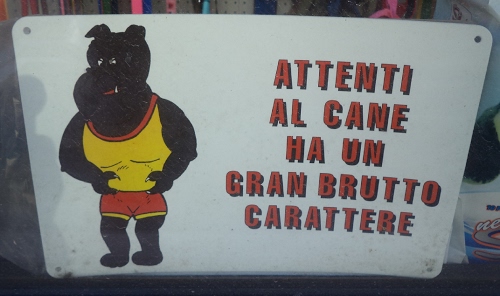 ATTENTI
AL CANE
HA UN
GRAN BRUTTO
CARATTERE